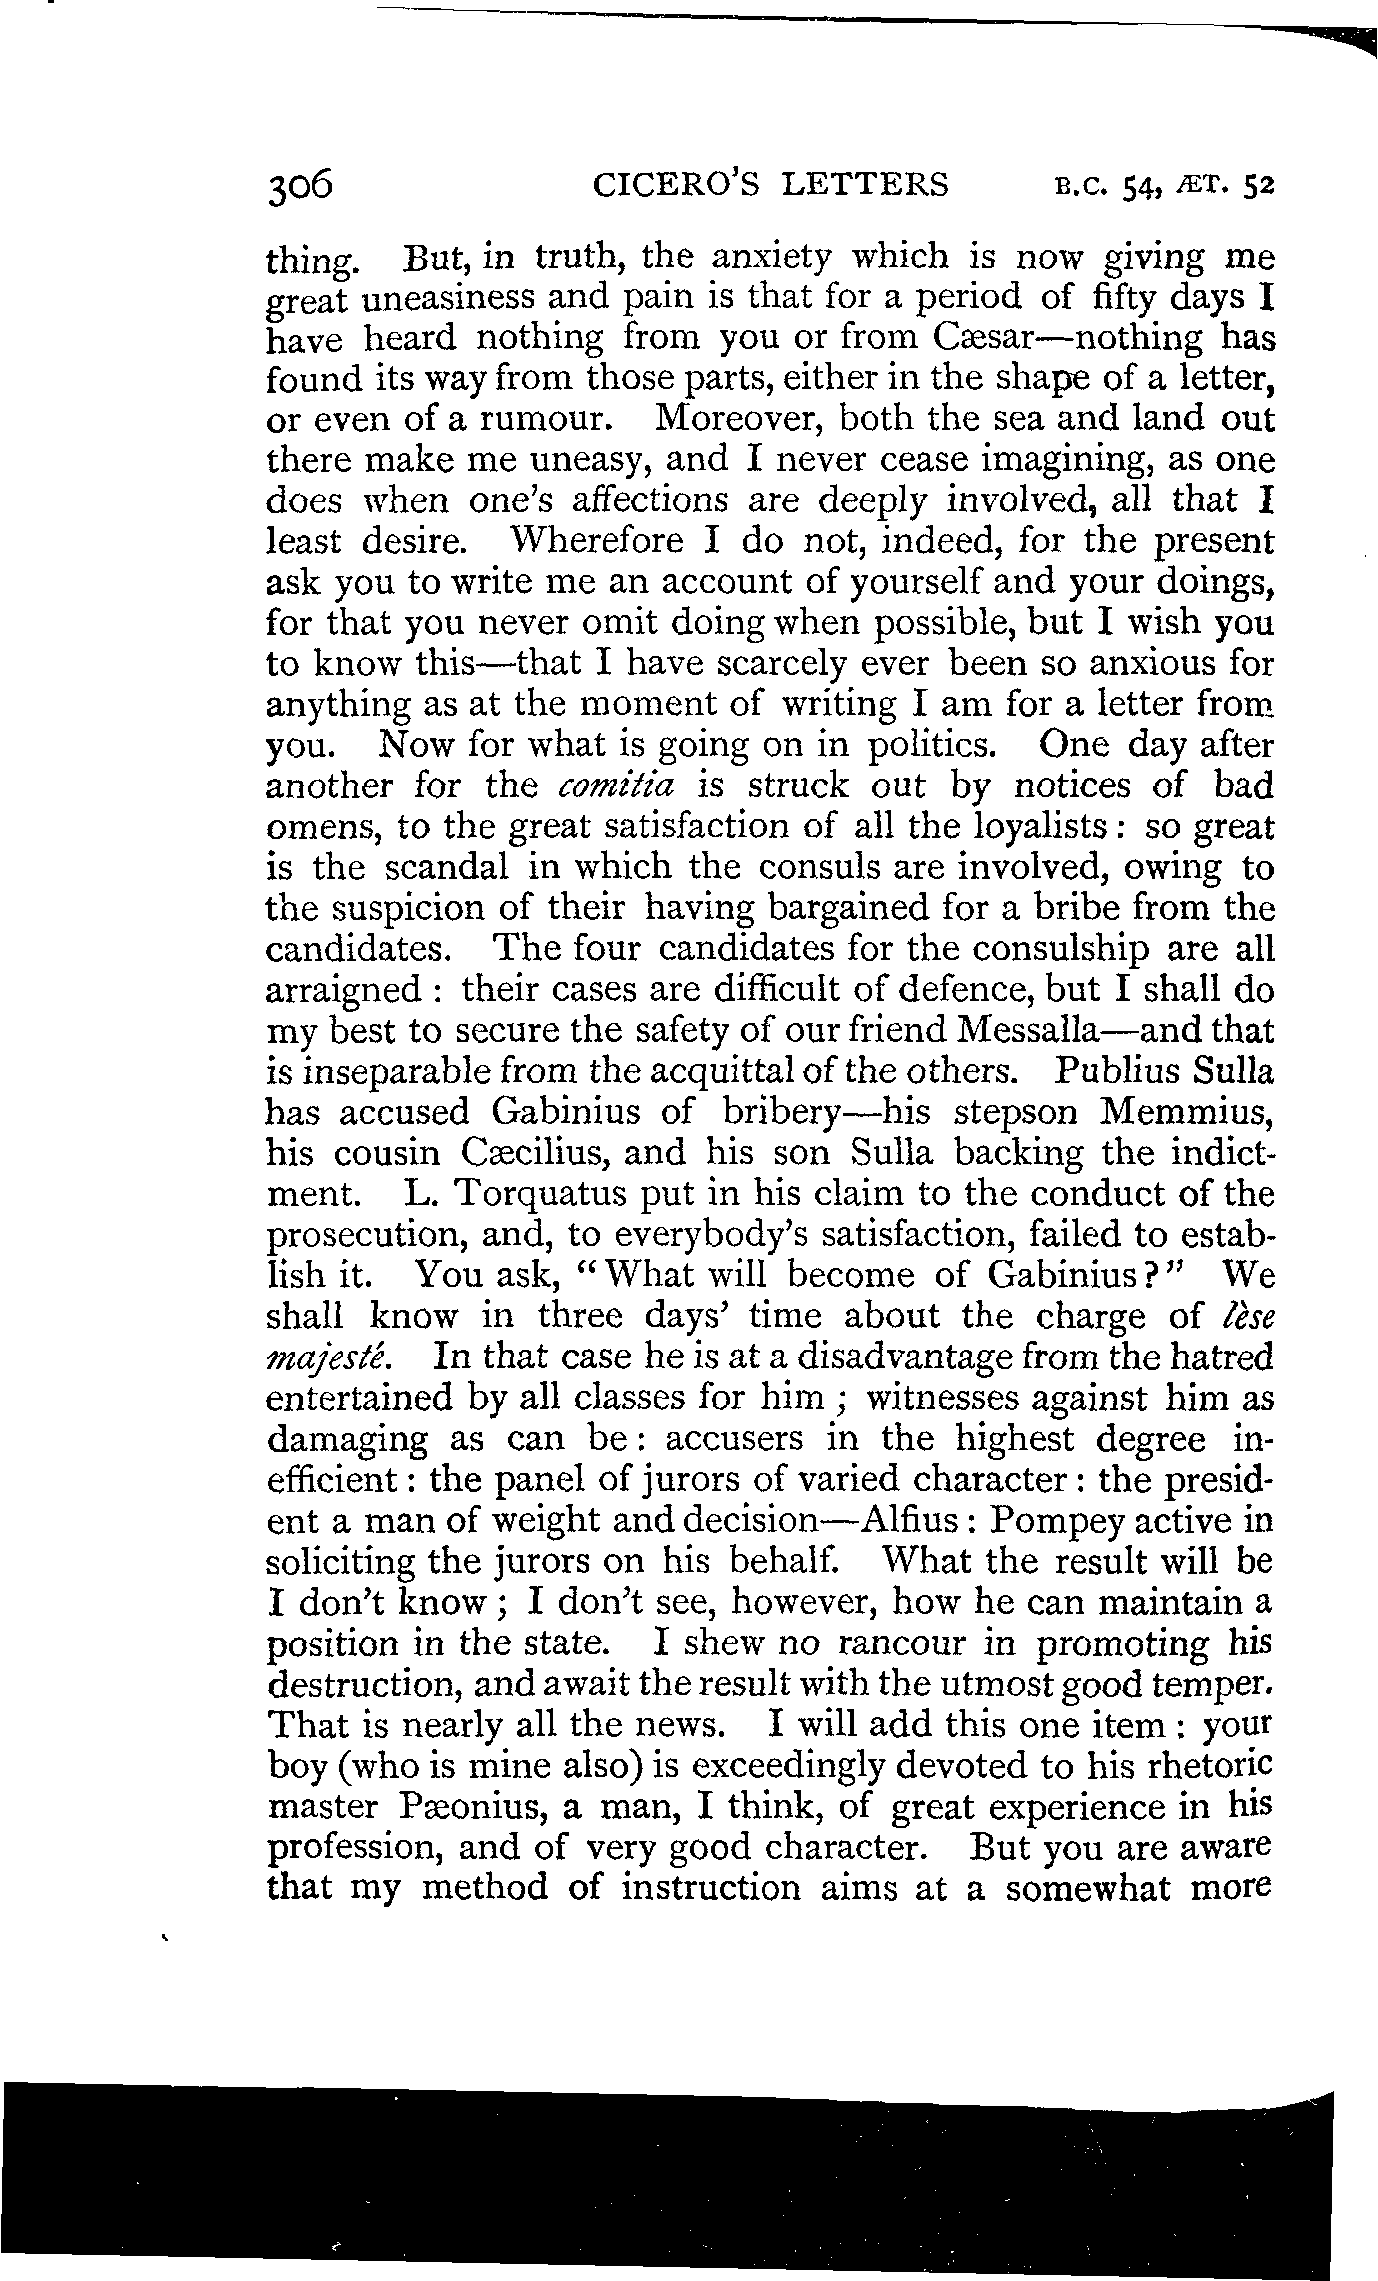 306 CICERO'S LETTERS B.C. 54, ÆT. 52
thing. But, in truth, the anxiety which is now giving me
great uneasiness and pain is that for a period of fifty days I
have heard nothing from you or from Cæsar—nothing has
found its way from those parts, either in the shape of a letter,
or even of a rumour. Moreover, both the sea and land out
there make me uneasy, and I never cease imagining, as one
does when one's affections are deeply involved, all that I
least desire. Wherefore I do not, indeed, for the present
ask you to write me an account of yourself and your doings,
for that you never omit doing when possible, but I wish you
to know this—that I have scarcely ever been so anxious for
anything as at the moment of writing I am for a letter from
you. Now for what is going on in politics. One day after
another for the comitia is struck out by notices of bad
omens, to the great satisfaction of all the loyalists : so great
is the scandal in which the consuls are involved, owing to
the suspicion of their having bargained for a bribe from the
candidates. The four candidates for the consulship are all
arraigned : their cases are difficult of defence, but I shall do
my best to secure the safety of our friend Messalla—and that
is inseparable from the acquittal of the others. Publius Sulla
has accused Gabinius of bribery—his stepson Memmius,
his cousin Cæcilius, and his son Sulla backing the indict-
ment. L. Torquatus put in his claim to the conduct of the
prosecution, and, to everybody's satisfaction, failed to estab-
lish it. You ask, "What will become of Gabinius?" We
shall know in three days' time about the charge of lèse
majesté. In that case he is at a disadvantage from the hatred
entertained by all classes for him ; witnesses against him as
damaging as can be : accusers in the highest degree in-
efficient : the panel of jurors of varied character : the presid-
ent a man of weight and decision—Alfius : Pompey active in
soliciting the jurors on his behalf. What the result will be
I don't know ; I don't see, however, how he can maintain a
position in the state. I shew no rancour in promoting his
destruction, and await the result with the utmost good temper.
That is nearly all the news. I will add this one item : your
boy (who is mine also) is exceedingly devoted to his rhetoric
master Pæonius, a man, I think, of great experience in his
profession, and of very good character. But you are aware
that my method of instruction aims at a somewhat more